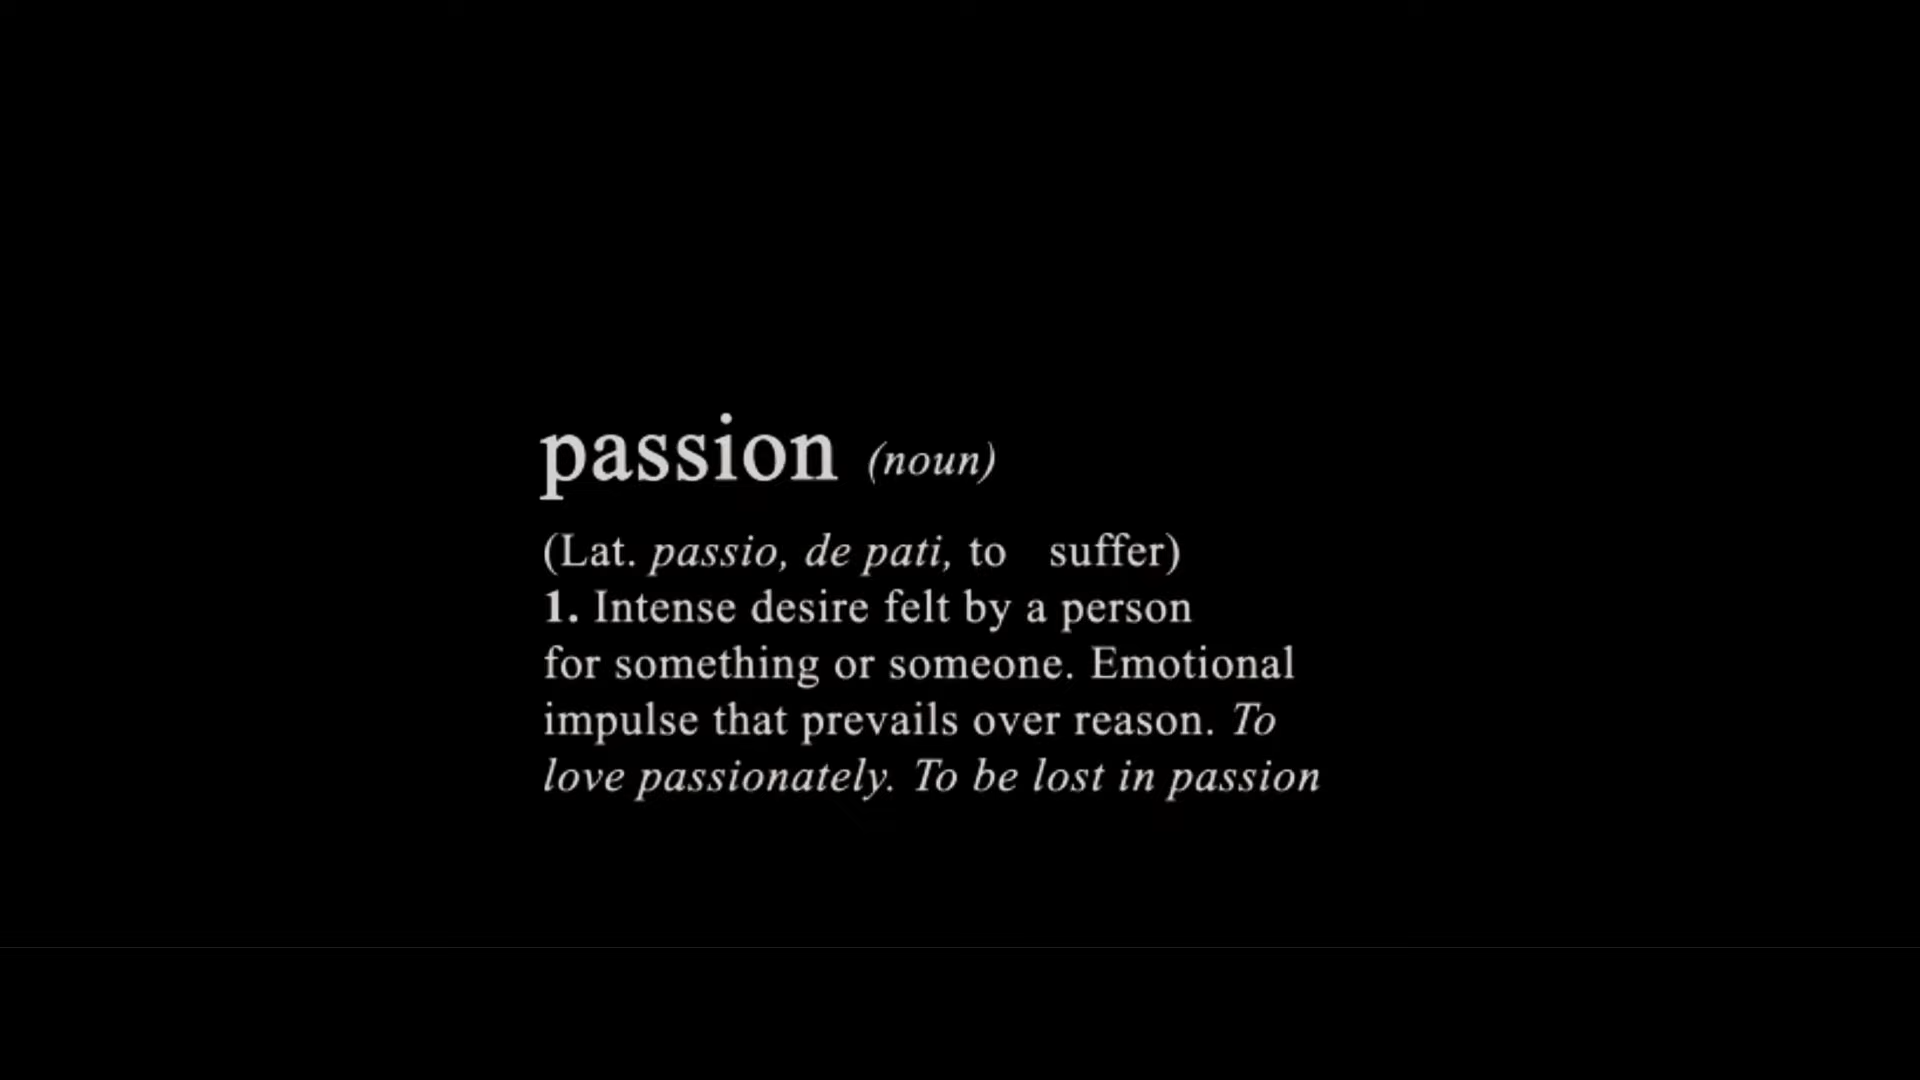 passion (noun)
(Lat. passio, de pati, to suffer)
1. Intense desire felt by a person
for something or someone. Emotional
impulse that prevails over reason. To
love passionately. To be lost in passion